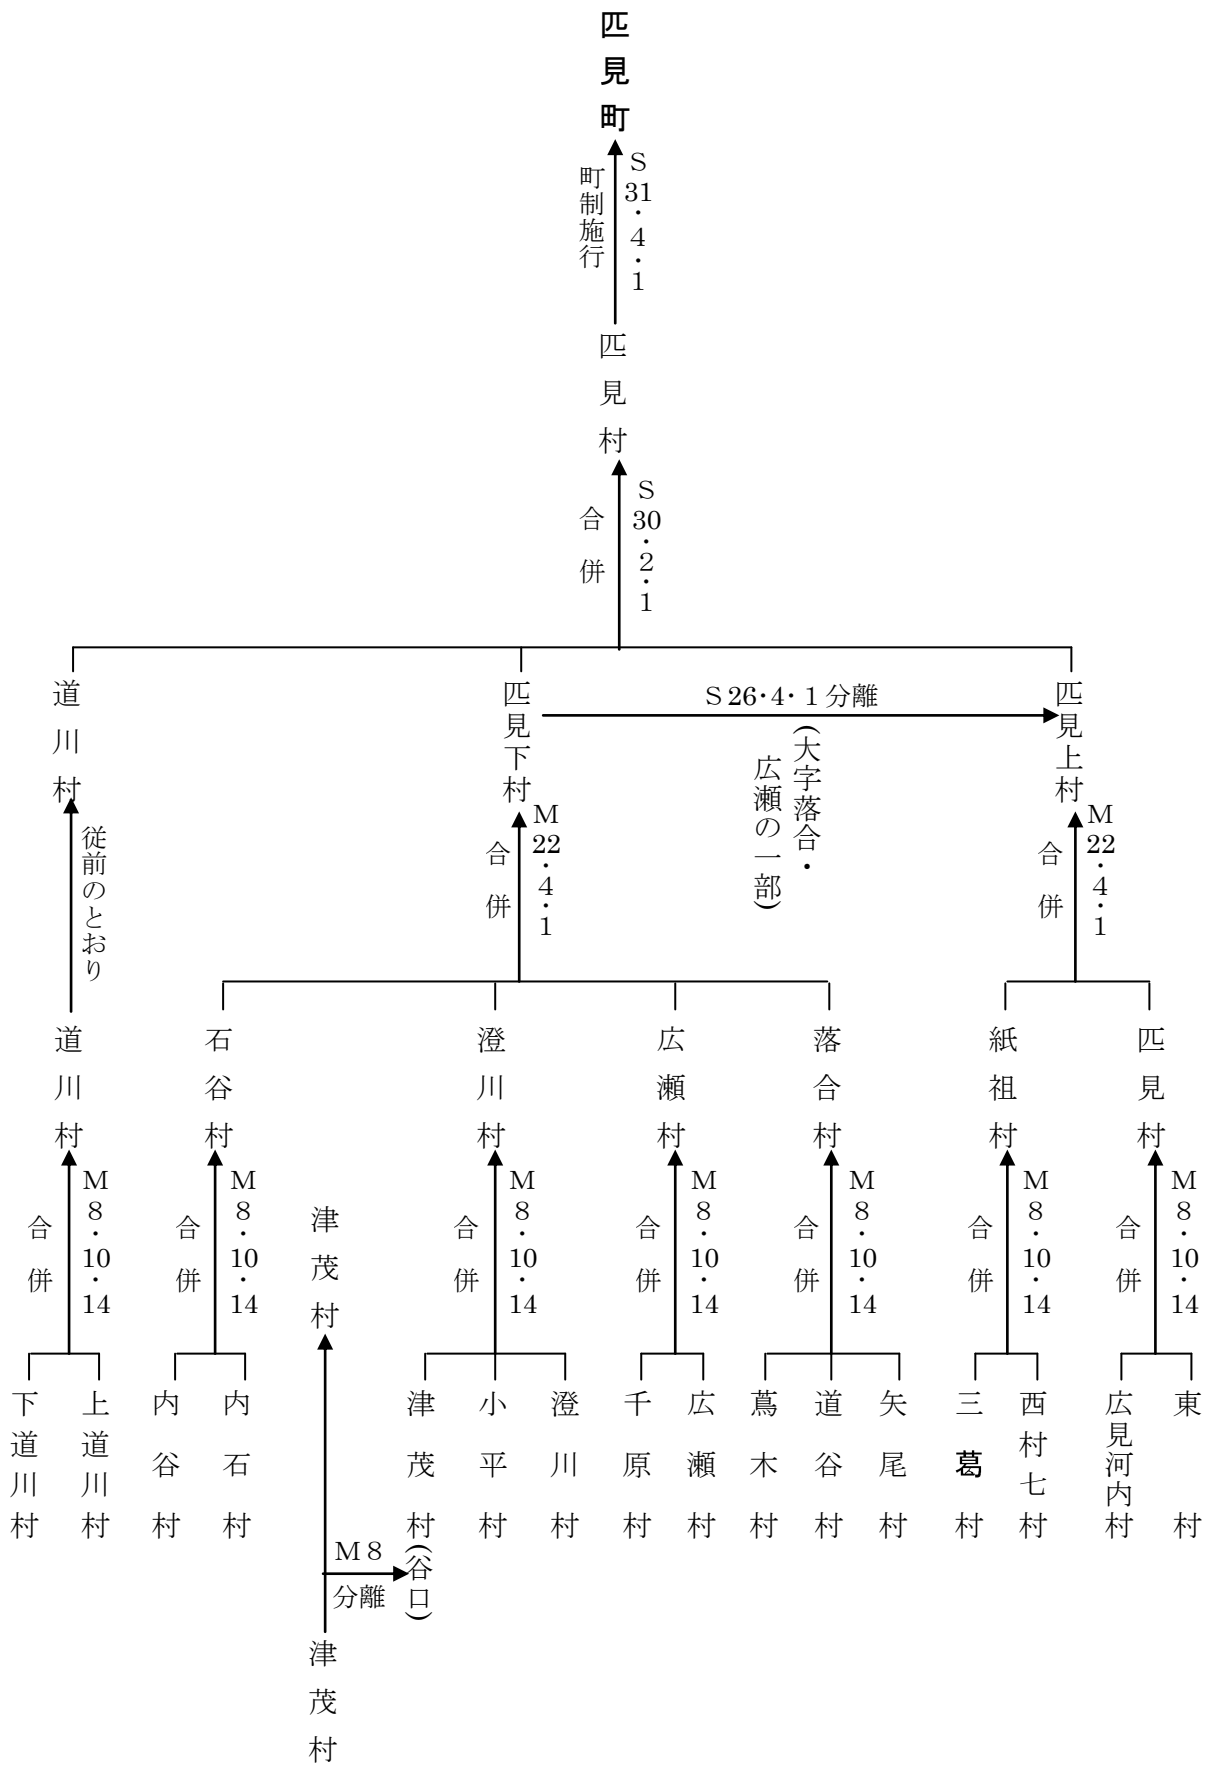 匹見町
S31・4・1
町制施行
匹見村
S30・2・1
合併
匹見上村
S26・4・1分離
(大字落合・
広瀬の一部)
匹見下村
道川村
M22・4・1
合併
M22・4・1
合併
従前のとおり
匹見村
紙祖村
落合村
広瀬村
澄川村
石谷村
道川村
M8・10・14
合併
M8・10・14
合併
M8・10・14
合併
M8・10・14
合併
M8・10・14
合併
津茂村
M8・10・14
合併
M8・10・14
合併
東村
広見河内村
西村七村
三葛村
矢尾村
道谷村
蔦木村
広瀬村
千原村
澄川村
小平村
津茂村(谷口)
内石村
内谷村
上道川村
下道川村
M8
分離
津茂村